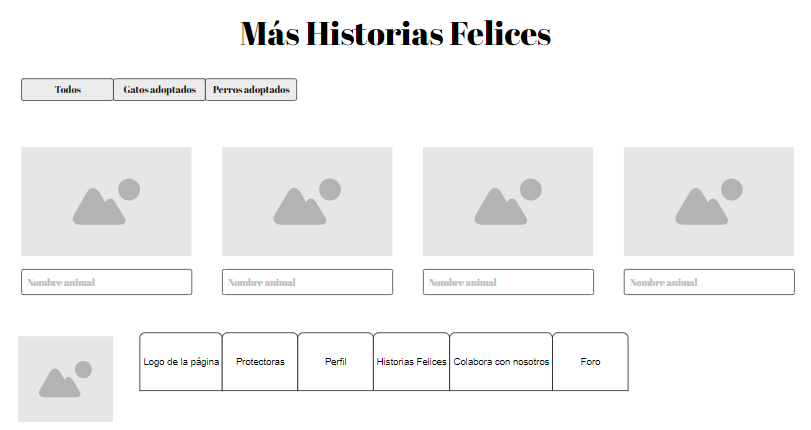 Más Historias Felices
Todos Gatos adoptados Perros adoptados
Nombre animal Nombre animal Nombre animal Nombre animal
Logo de la página Protectoras Perfil Historias Felices Colabora con nosotros Foro